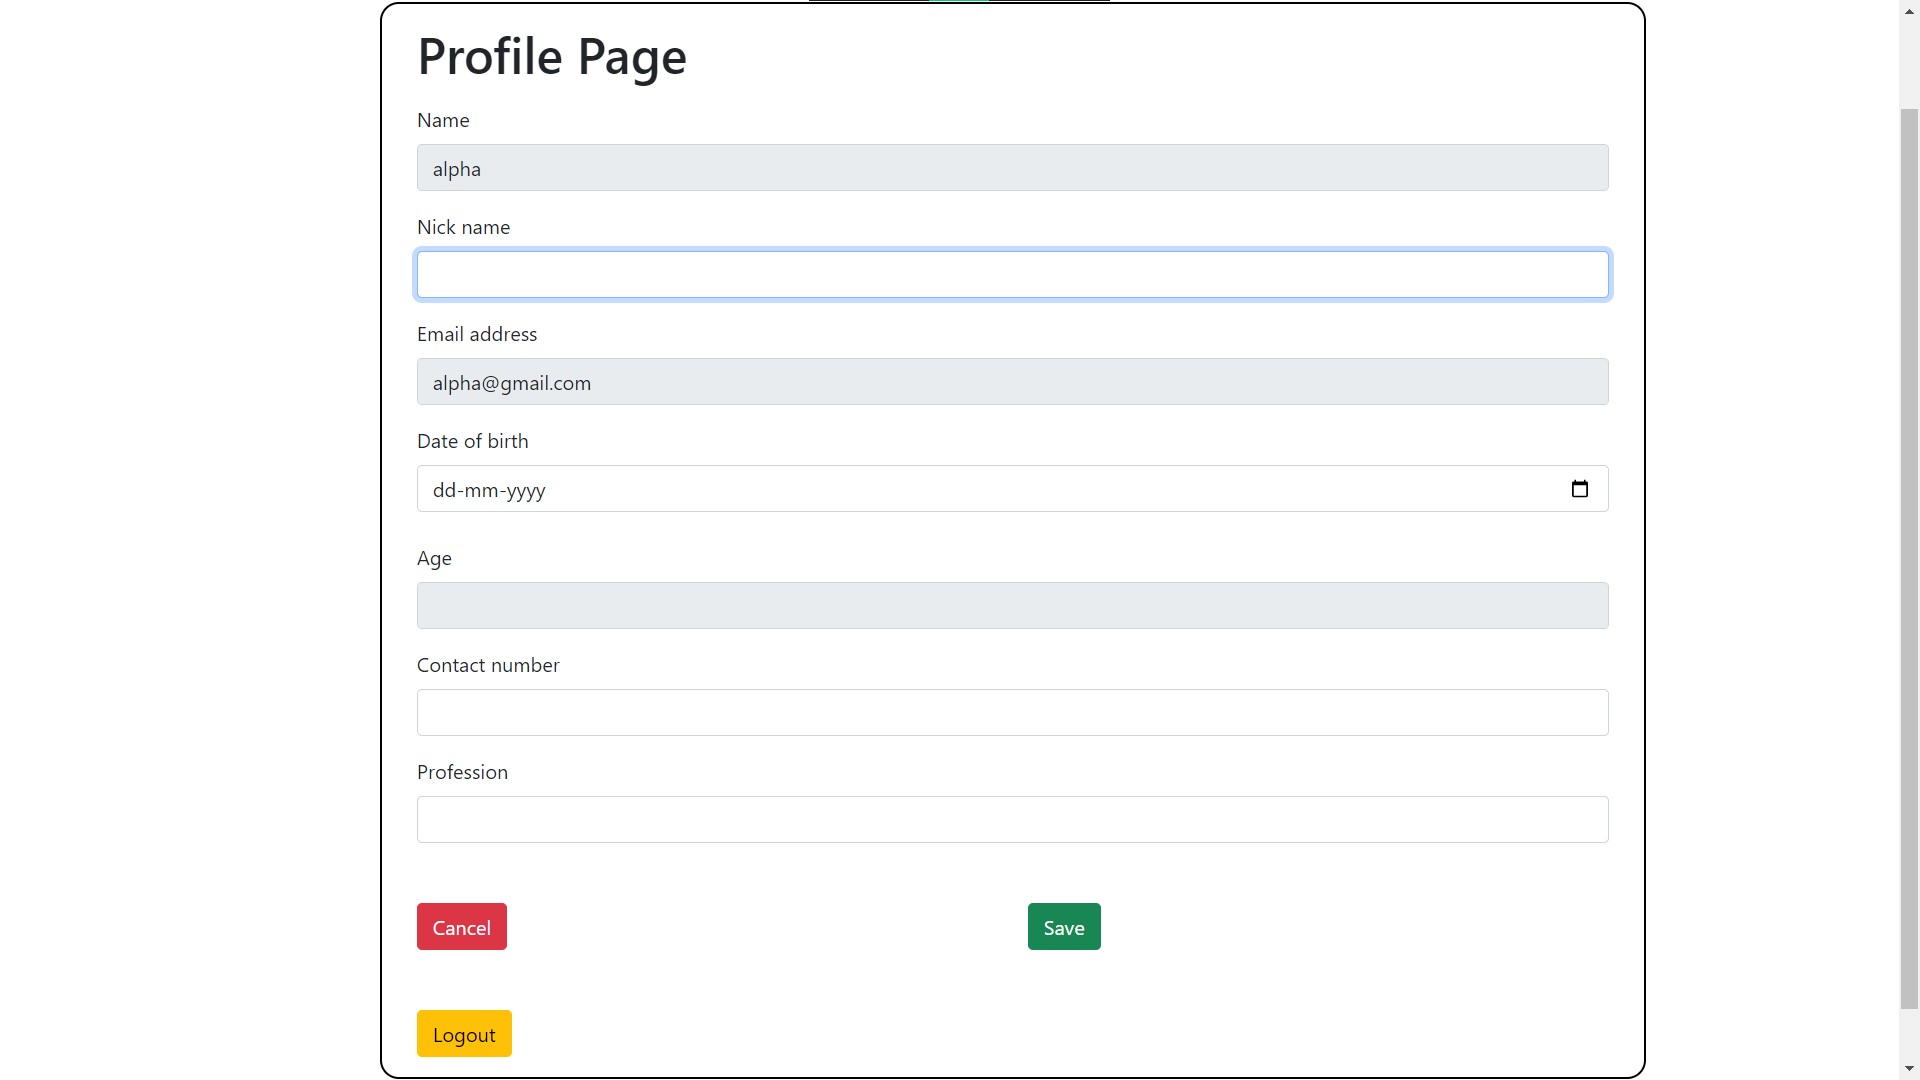 Profile Page
Name
alpha
Nick name
Email address
alpha@gmail.com
Date of birth
dd-mm-yyyy
Age
Contact number
Profession
Cancel
Save
Logout